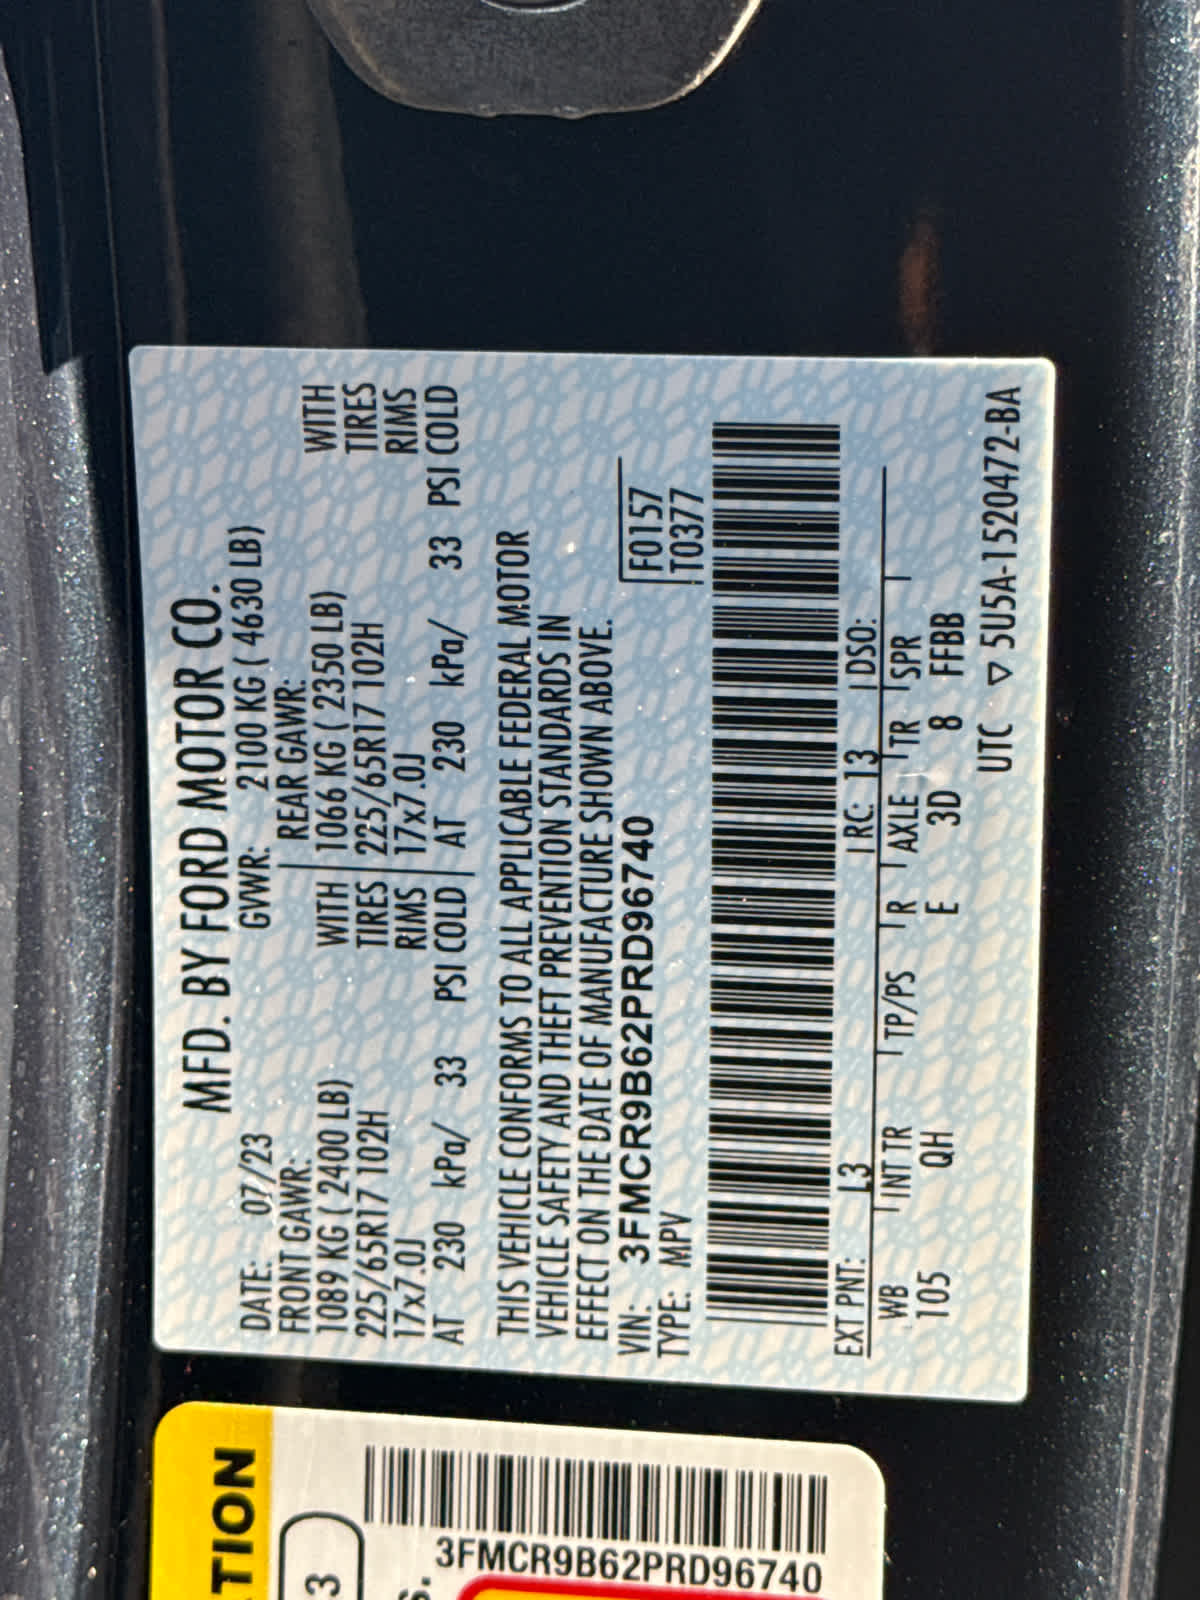 MFD. BY FORD MOTOR CO.
DATE: 07/23 GVWR: 2100 KG ( 4630 LB)
FRONT GAWR: REAR GAWR:
1089 KG ( 2400 LB) WITH 1066 KG ( 2350 LB) WITH
225/65R17 102H TIRES 225/65R17 102H TIRES
17x7.0J RIMS 17x7.0J RIMS
AT 230 kPa/ 33 PSI COLD AT 230 kPa/ 33 PSI COLD
THIS VEHICLE CONFORMS TO ALL APPLICABLE FEDERAL MOTOR
VEHICLE SAFETY AND THEFT PREVENTION STANDARDS IN
EFFECT ON THE DATE OF MANUFACTURE SHOWN ABOVE.
VIN: 3FMCR9B62PRD96740 F0157
TYPE: MPV T0377
EXT PNT: L3 RC: 13 DSO:
WB INT TR TP/PS R AXLE TR SPR
105 QH E 3D 8 FFBB
UTC ▽ 5U5A-1520472-BA
ATION
3
S.
3FMCR9B62PRD96740